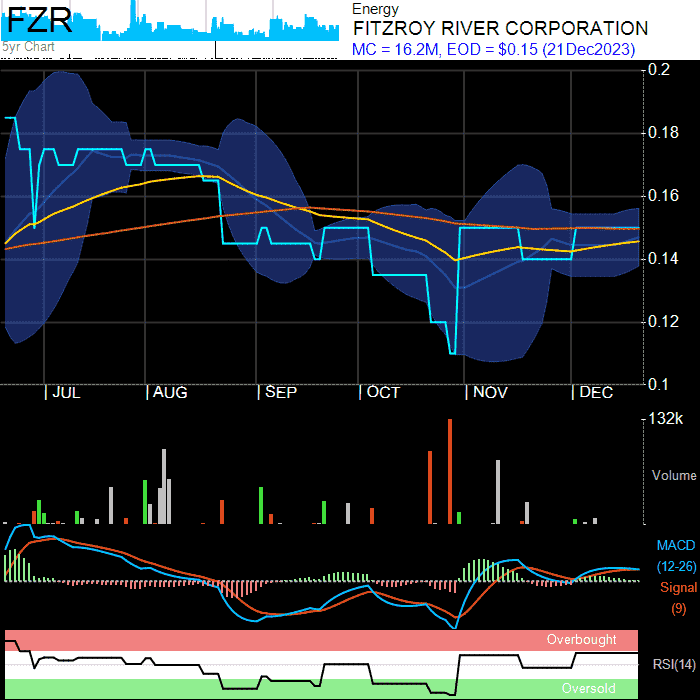 FZR
5yr Chart
Energy
FITZROY RIVER CORPORATION
MC = 16.2M, EOD = $0.15 (21Dec2023)
0.2
0.18
0.16
0.14
0.12
0.1
| JUL
| AUG
| SEP
| OCT
| NOV
| DEC
132k
Volume
MACD
(12-26)
Signal
(9)
Overbought
RSI(14)
Oversold